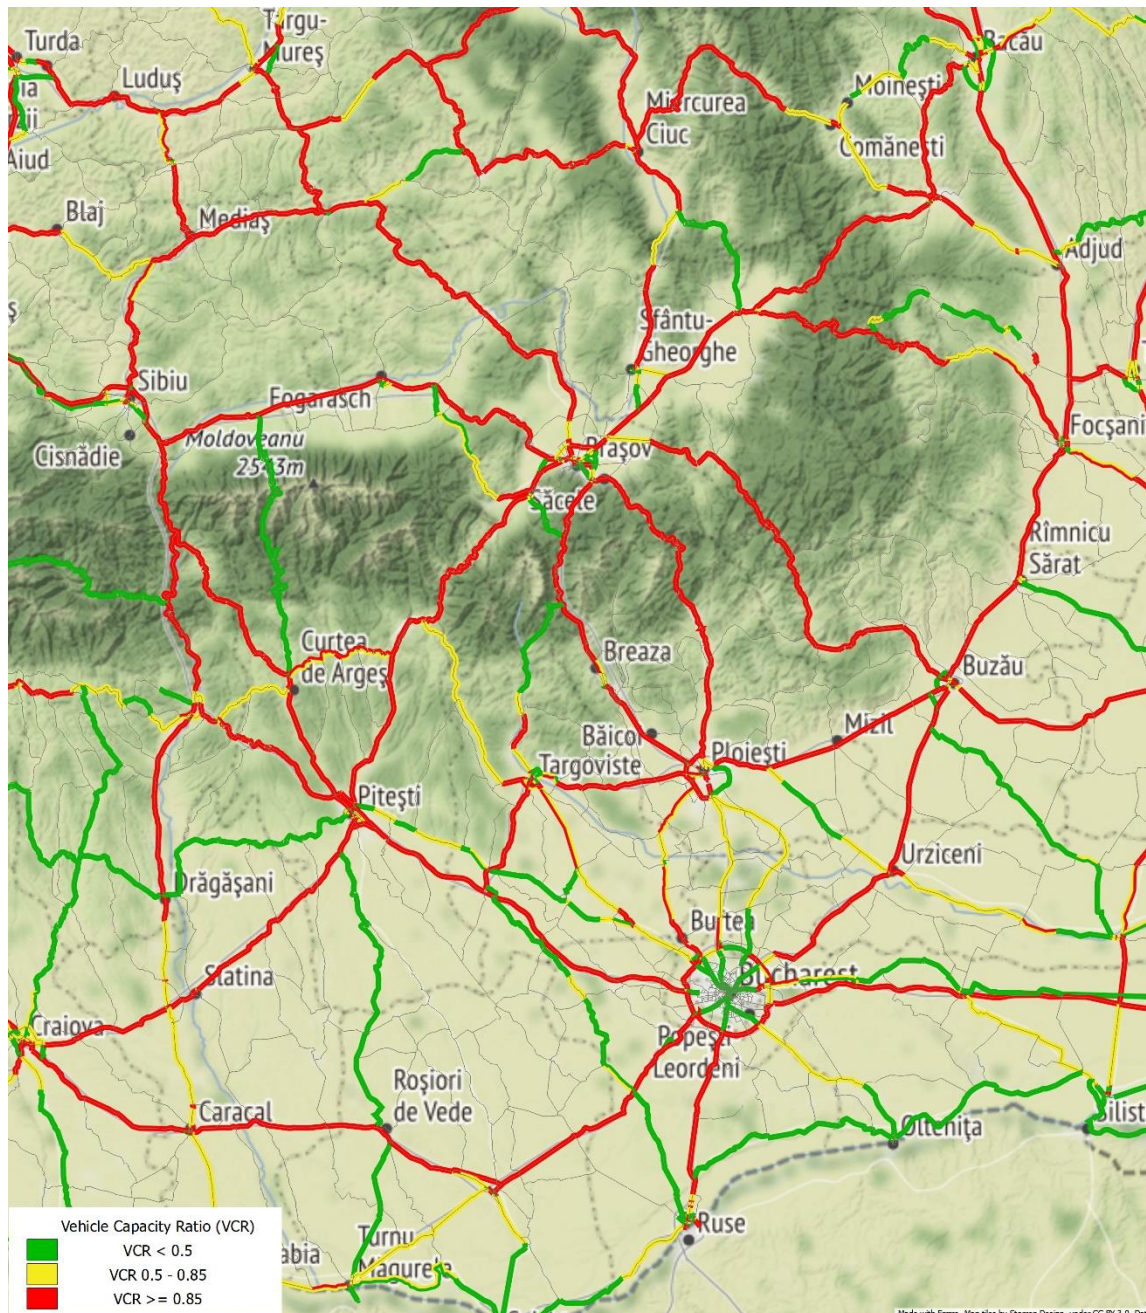 Turda
Târgu-
Mureş
Luduş
Bacău
Moineşti
Miercurea
Ciuc
Comăneşti
Aiud
Blaj
Mediaş
Adjud
Sfântu-
Gheorghe
Sibiu
Fogarasch
Cisnădie
Moldoveanu
2543m
Braşov
Săcele
Focşani
Rîmnicu
Sărat
Curtea
de Argeş
Breaza
Buzău
Mizil
Băicoi
Ploieşti
Targoviste
Piteşti
Urziceni
Drăgăşani
Buftea
Bucharest
Slatina
Craiova
Popeşti
Leordeni
Roşiori
de Vede
Caracal
Olteniţa
Silist
Ruse
Turnu
Măgurele
abia
Vehicle Capacity Ratio (VCR)
VCR < 0.5
VCR 0.5 - 0.85
VCR >= 0.85